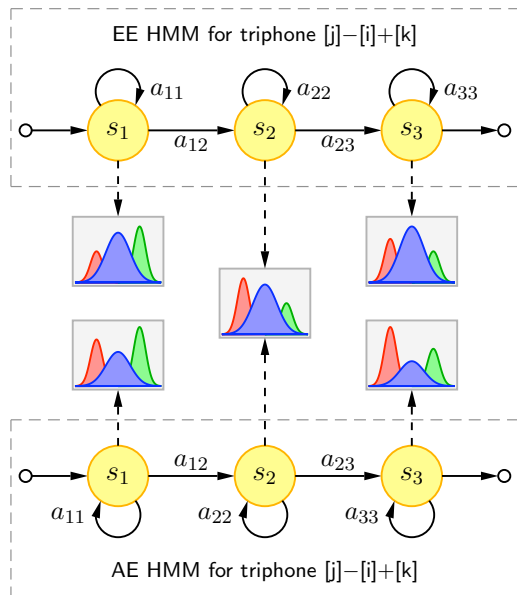 EE HMM for triphone [j]−[i]+[k]
a₁₁ a₂₂ a₃₃
s₁ s₂ s₃
a₁₂ a₂₃
a₁₂ a₂₃
s₁ s₂ s₃
a₁₁ a₂₂ a₃₃
AE HMM for triphone [j]−[i]+[k]